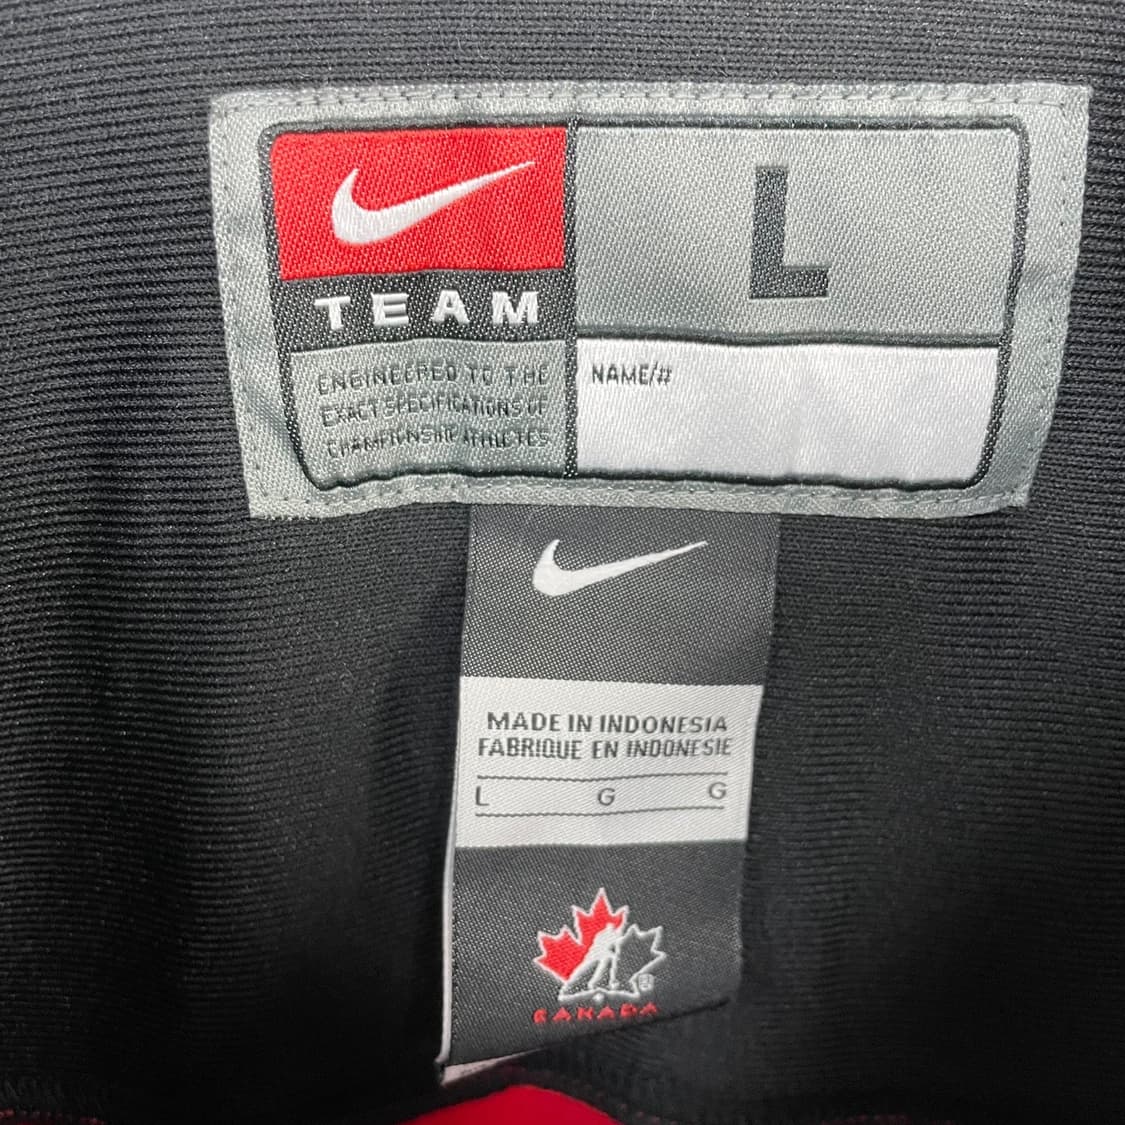 TEAM
L
ENGINEERED TO THE
EXACT SPECIFICATIONS OF
CHAMPIONSHIP ATHLETES
NAME/#
MADE IN INDONESIA
FABRIQUE EN INDONESIE
L G G
CANADA